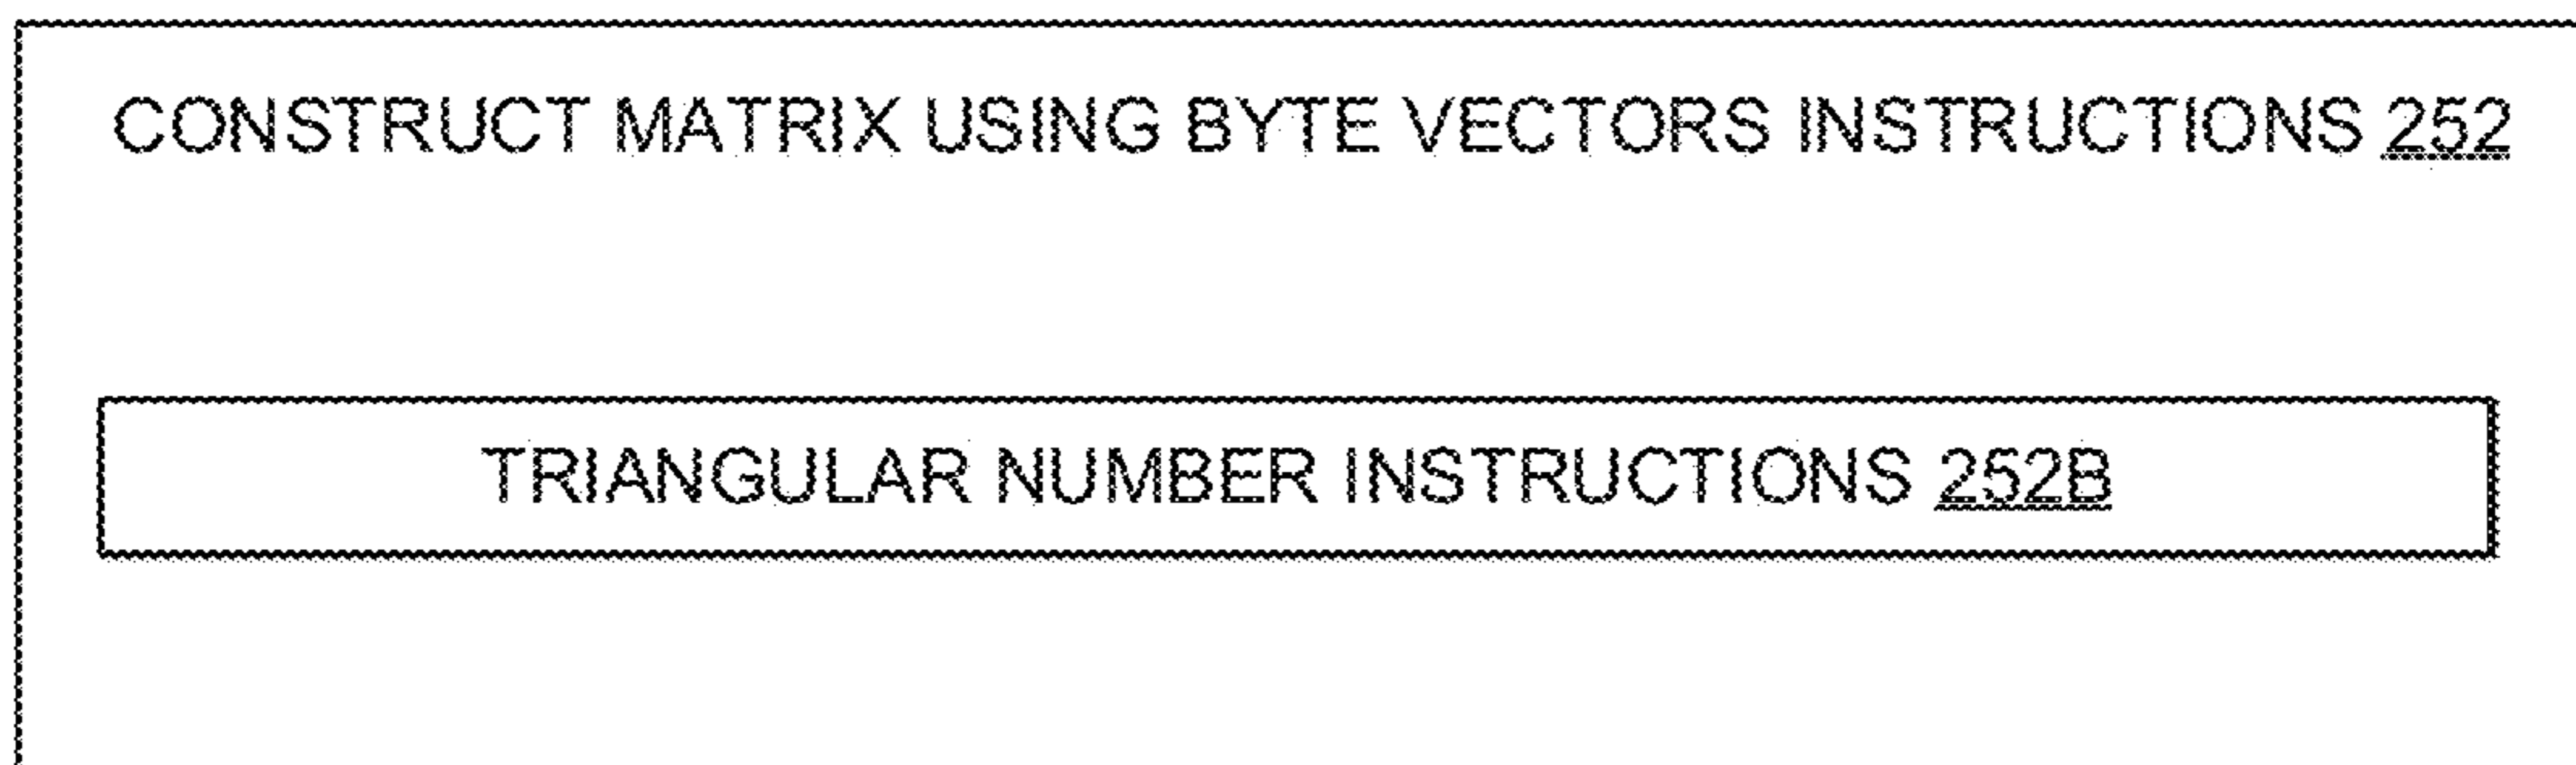 CONSTRUCT MATRIX USING BYTE VECTORS INSTRUCTIONS 252
TRIANGULAR NUMBER INSTRUCTIONS 252B